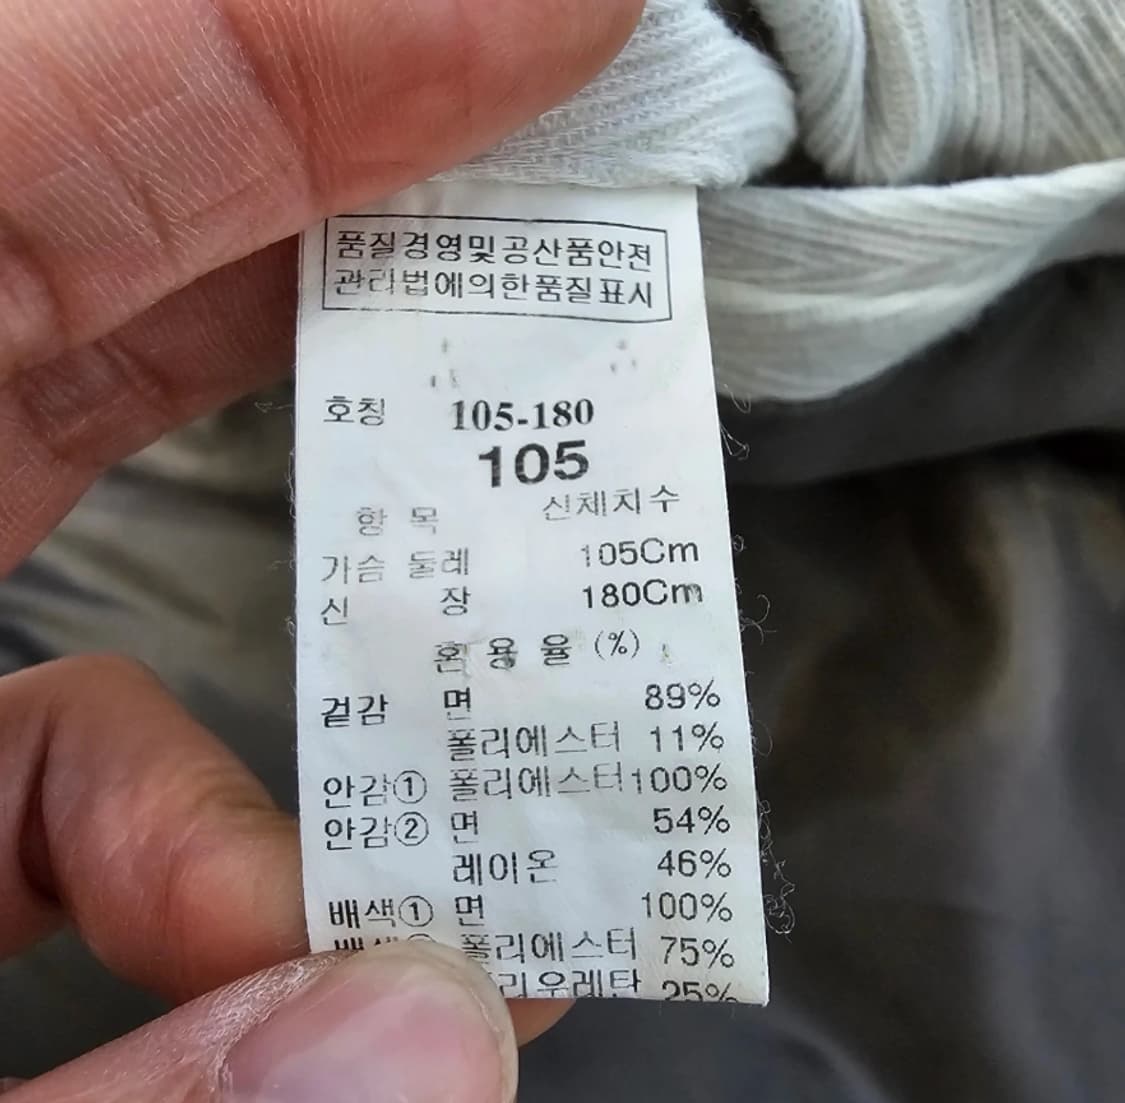 품질경영및공산품안전
관리법에의한품질표시
호칭 105-180
105
항 목 신체치수
가슴 둘레 105Cm
신 장 180Cm
혼 용 율 (%)
겉감 면 89%
폴리에스터 11%
안감① 폴리에스터 100%
안감② 면 54%
레이온 46%
배색① 면 100%
폴리에스터 75%
25%